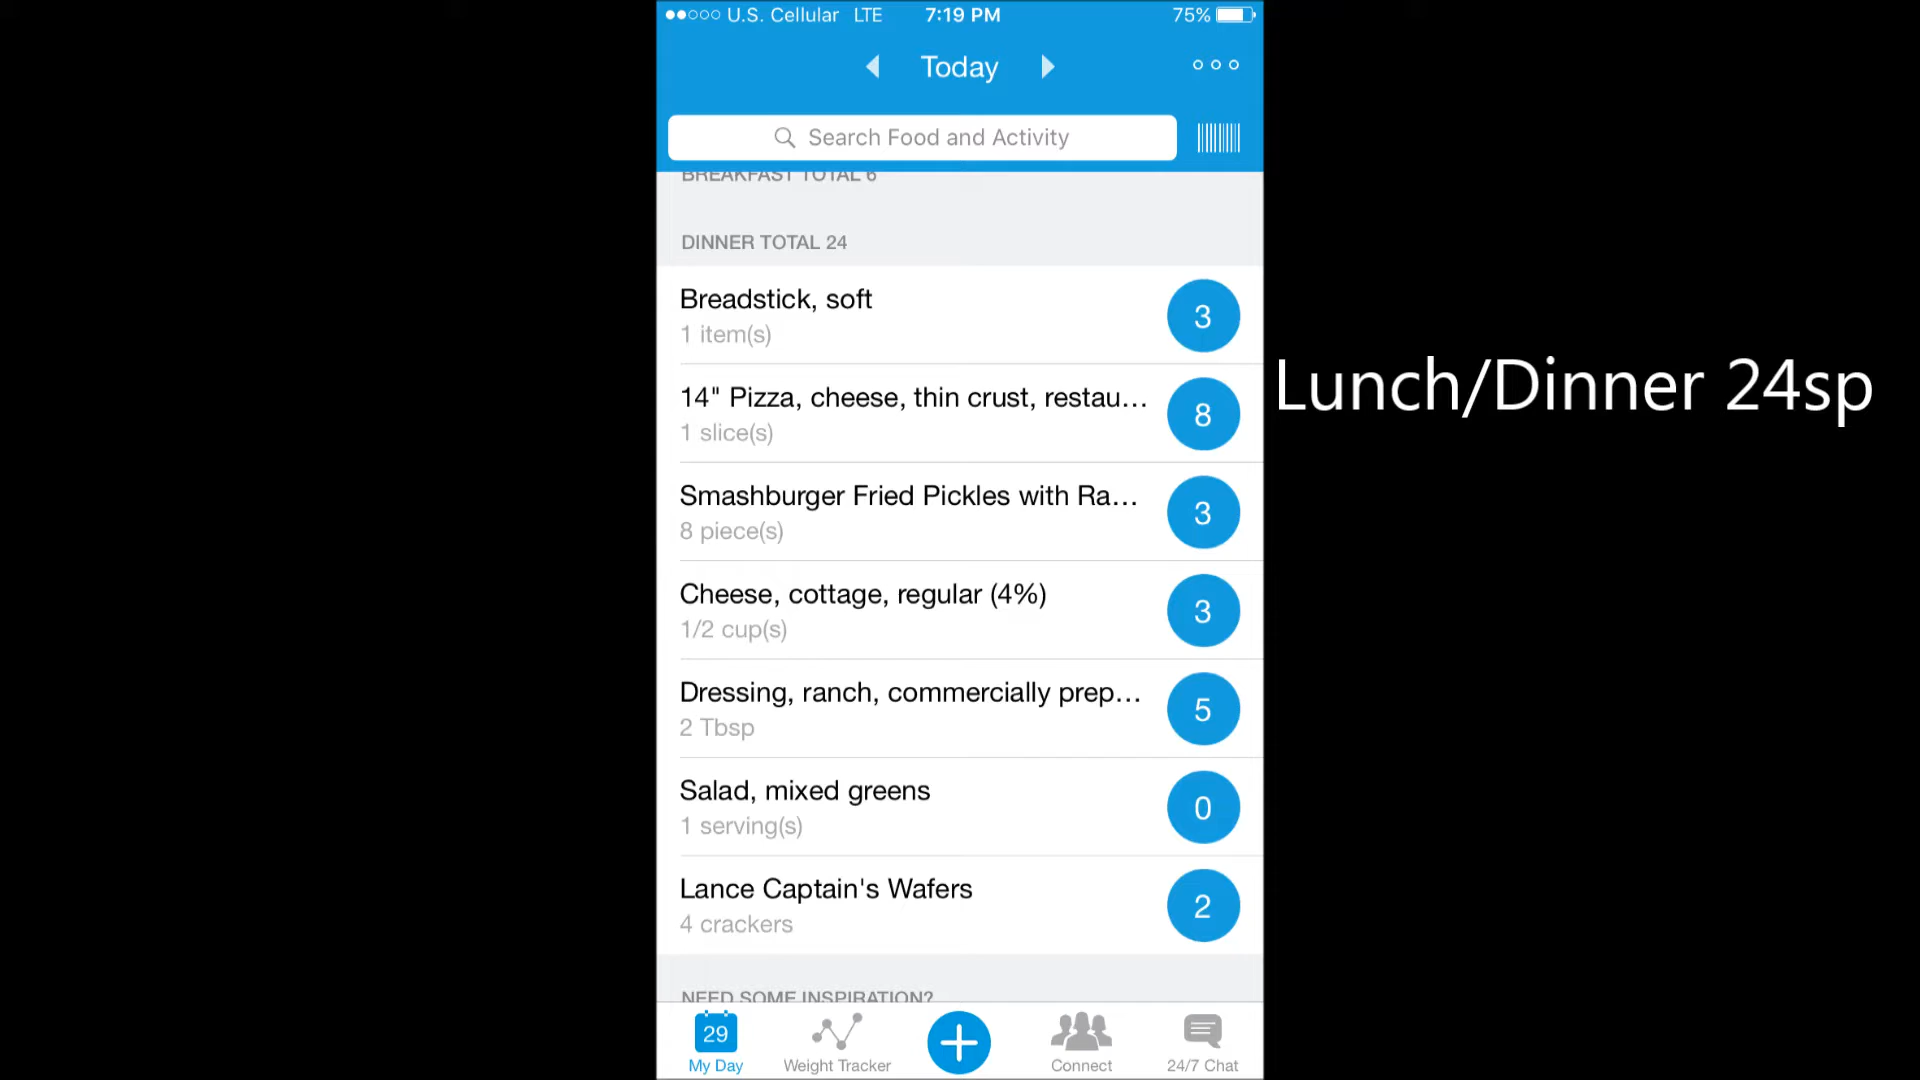 U.S. Cellular LTE 7:19 PM 75%
Today
Search Food and Activity
BREAKFAST TOTAL 6
DINNER TOTAL 24
Breadstick, soft
1 item(s)
3
14" Pizza, cheese, thin crust, restau...
1 slice(s)
8
Lunch/Dinner 24sp
Smashburger Fried Pickles with Ra...
8 piece(s)
3
Cheese, cottage, regular (4%)
1/2 cup(s)
3
Dressing, ranch, commercially prep...
2 Tbsp
5
Salad, mixed greens
1 serving(s)
0
Lance Captain's Wafers
4 crackers
2
NEED SOME INSPIRATION?
29
My Day
Weight Tracker
Connect
24/7 Chat